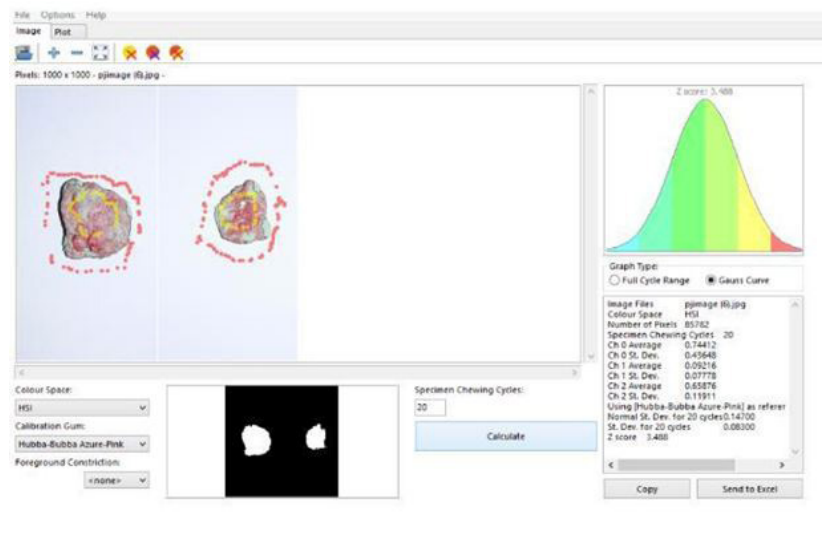 File Options Help
Image Plot
Pixels: 1000 x 1000 - pjimage (6).jpg -
Z score: 3.488
Graph Type:
Full Cycle Range Gauss Curve
Image Files pjimage (6).jpg
Colour Space HSI
Number of Pixels 85782
Specimen Chewing Cycles 20
Ch 0 Average 0.74412
Ch 0 St. Dev. 0.43648
Ch 1 Average 0.09216
Ch 1 St. Dev. 0.07778
Ch 2 Average 0.65876
Ch 2 St. Dev. 0.11911
Using [Hubba-Bubba Azure-Pink] as referer
Normal St. Dev. for 20 cycles0.14700
St. Dev. for 20 cycles 0.08300
Z score 3.488
Colour Space:
HSI
Calibration Gum:
Hubba-Bubba Azure-Pink
Foreground Constriction:
<none>
Specimen Chewing Cycles:
20
Calculate
Copy Send to Excel